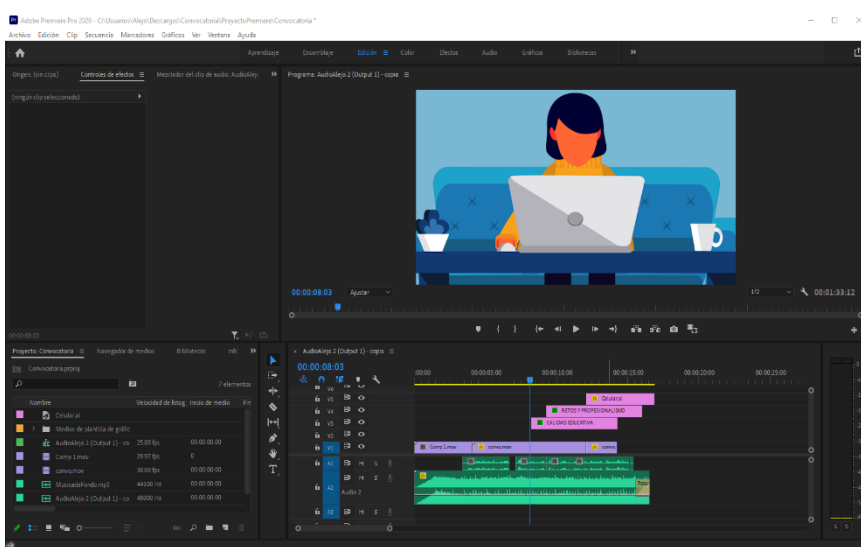 Adobe Premiere Pro 2020 - C:\Usuarios\Alejo\Descargas\Convocatoria\ProyectoPremiere\Convocatoria *
Archivo Edición Clip Secuencia Marcadores Gráficos Ver Ventana Ayuda
Aprendizaje Ensamblaje Edición Color Efectos Audio Gráficos Bibliotecas
Origen: (sin clips) Controles de efectos Mezclador del clip de audio: AudioAlejo
Programa: AudioAlejo 2 (Output 1) - copia
(ningún clip seleccionado)
00:00:08:03 Ajustar 1/2 00:01:33:12
00:00:08:03
Proyecto: Convocatoria Navegador de medios Bibliotecas Info
Convocatoria.prproj
7 elementos
Nombre Velocidad de fotog Inicio de medio Fin
Celular.ai
Medios de plantilla de gráfic
AudioAlejo 2 (Output 1) - co 25.00 fps 00:00:00:00
Comp 1.mov 29.97 fps 0
convo.mov 30.00 fps 00:00:00:00
MusicadeFondo.mp3 44100 Hz 00:00:00:00
AudioAlejo 2 (Output 1) - co 48000 Hz 00:00:00:00
AudioAlejo 2 (Output 1) - copia
00:00:08:03
:00:00 00:00:05:00 00:00:10:00 00:00:15:00 00:00:20:00 00:00:25:00
V6
V5 Celular.ai
V4 RETOS Y PROFESIONALISMO
V3 CALIDAD EDUCATIVA
V2
V1 Comp 1.mov convo.mov convo
A1 M S
A2 M S
Audio 2
A3 M S
S S